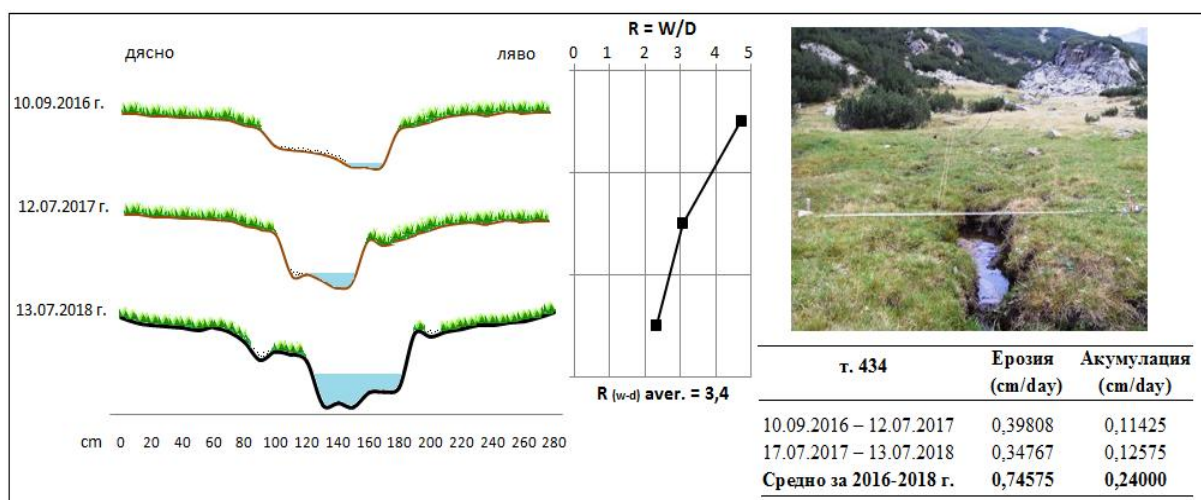 дясно ляво
10.09.2016 г.
12.07.2017 г.
13.07.2018 г.
cm 0 20 40 60 80 100 120 140 160 180 200 220 240 260 280
R = W/D
0 1 2 3 4 5
R (w-d) aver. = 3,4
т. 434 Ерозия (cm/day) Акумулация (cm/day)
10.09.2016 – 12.07.2017 0,39808 0,11425
17.07.2017 – 13.07.2018 0,34767 0,12575
Средно за 2016-2018 г. 0,74575 0,24000